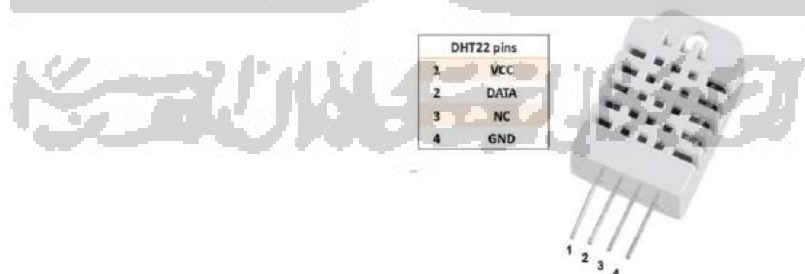 DHT22 pins
1 VCC
2 DATA
3 NC
4 GND
1 2 3 4